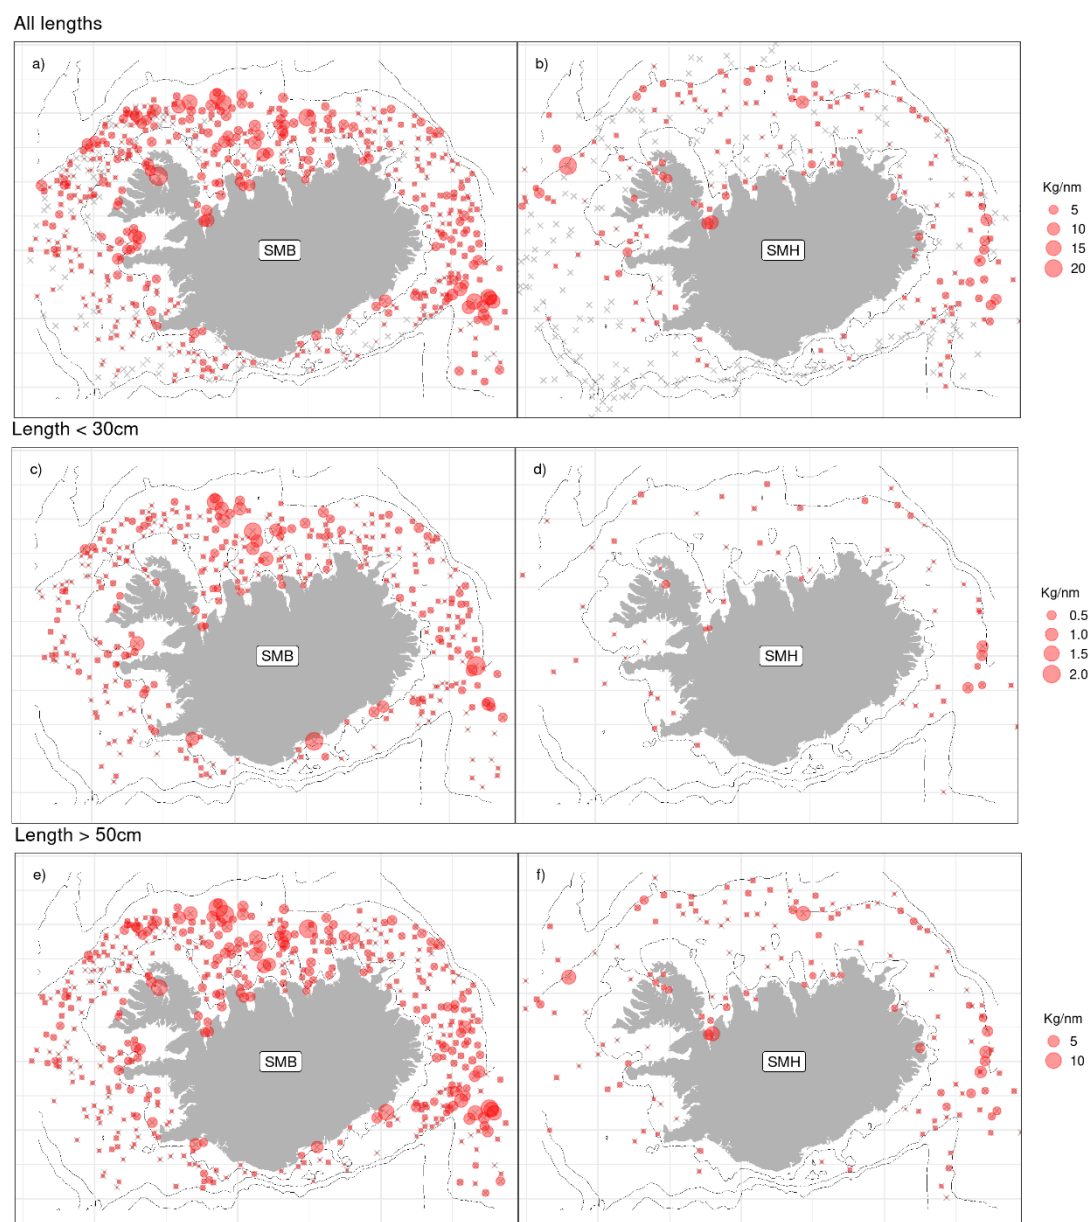 All lengths
a)
b)
SMB
SMH
Kg/nm
5
10
15
20
Length < 30cm
c)
d)
SMB
SMH
Kg/nm
0.5
1.0
1.5
2.0
Length > 50cm
e)
f)
SMB
SMH
Kg/nm
5
10